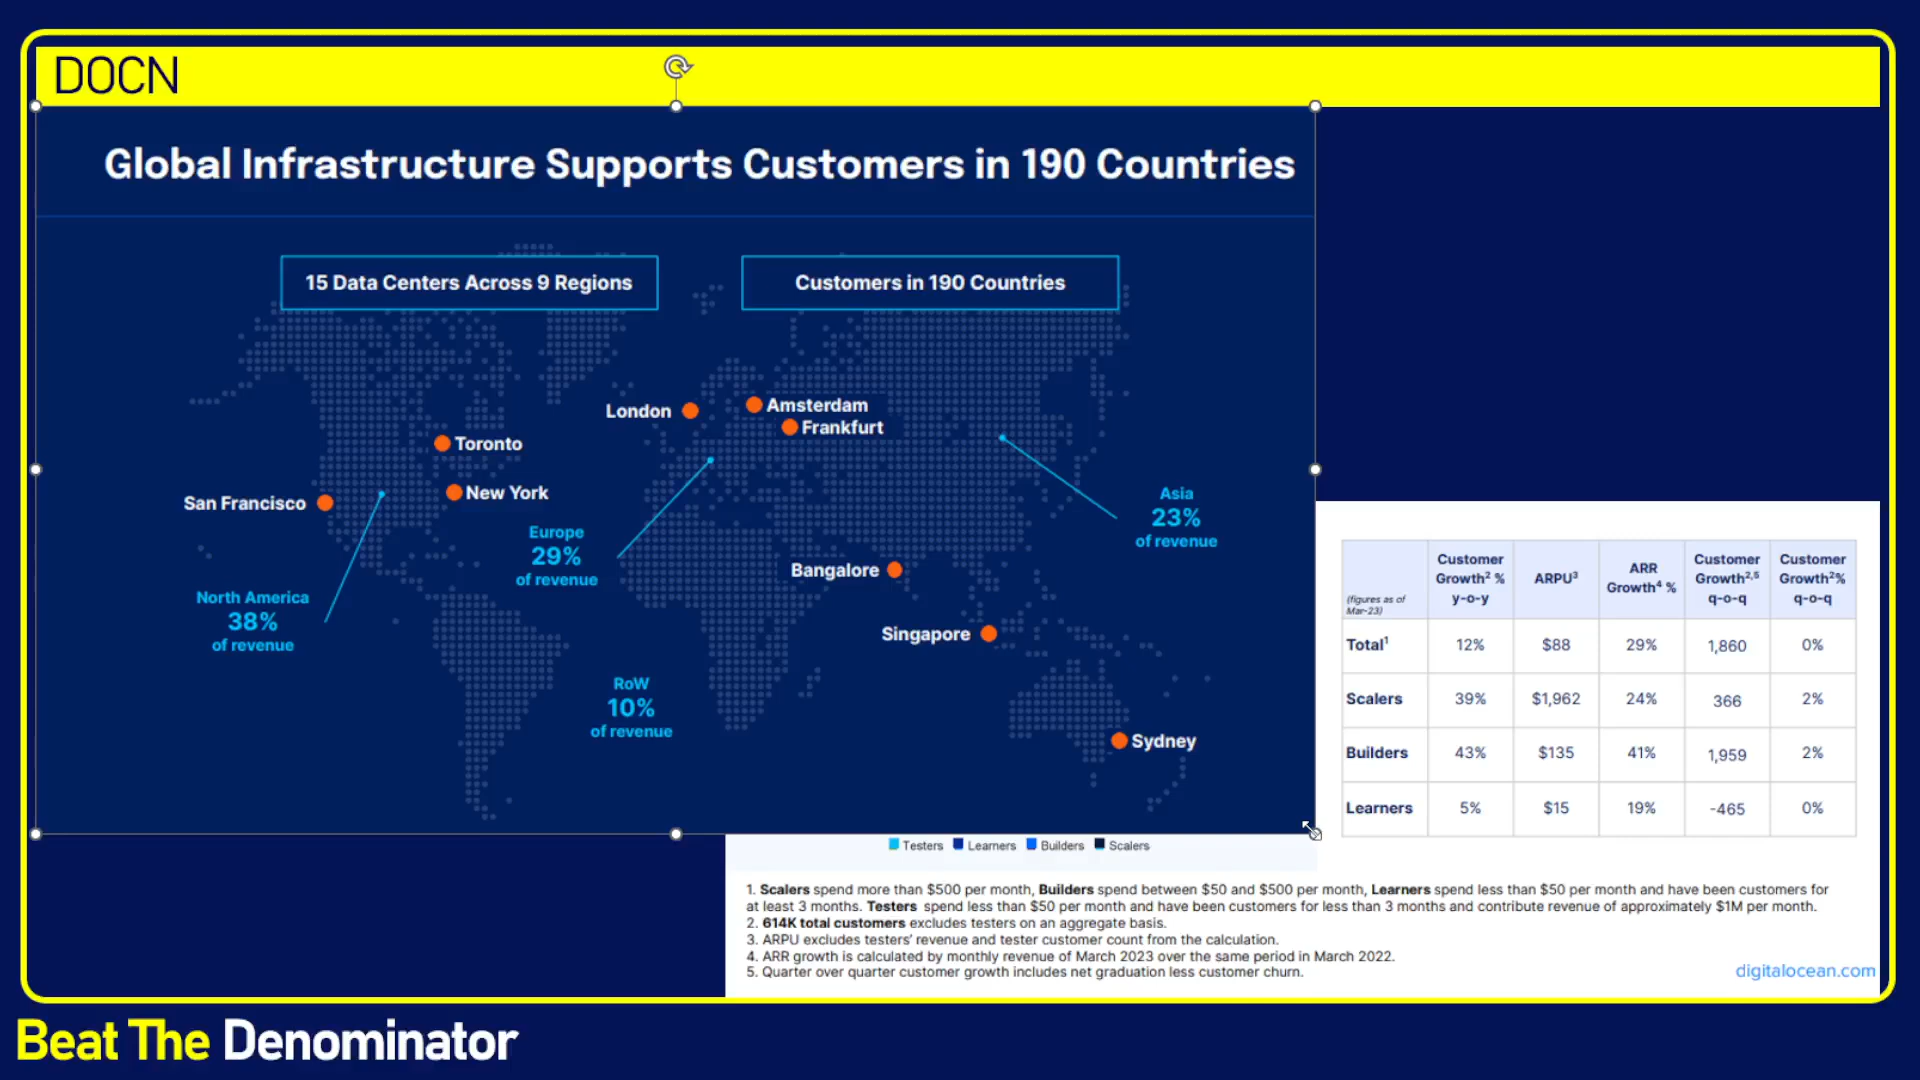 DOCN
Global Infrastructure Supports Customers in 190 Countries
15 Data Centers Across 9 Regions
Customers in 190 Countries
London
Amsterdam
Frankfurt
Toronto
San Francisco
New York
Asia
23%
of revenue
Europe
29%
of revenue
Bangalore
North America
38%
of revenue
Singapore
RoW
10%
of revenue
Sydney
(figures as of Mar-23) Customer Growth² % y-o-y ARPU³ ARR Growth⁴ % Customer Growth²,⁵ q-o-q Customer Growth²% q-o-q
Total¹ 12% $88 29% 1,860 0%
Scalers 39% $1,962 24% 366 2%
Builders 43% $135 41% 1,959 2%
Learners 5% $15 19% -465 0%
Testers Learners Builders Scalers
1. Scalers spend more than $500 per month, Builders spend between $50 and $500 per month, Learners spend less than $50 per month and have been customers for
at least 3 months. Testers spend less than $50 per month and have been customers for less than 3 months and contribute revenue of approximately $1M per month.
2. 614K total customers excludes testers on an aggregate basis.
3. ARPU excludes testers' revenue and tester customer count from the calculation.
4. ARR growth is calculated by monthly revenue of March 2023 over the same period in March 2022.
5. Quarter over quarter customer growth includes net graduation less customer churn.
digitalocean.com
Beat The Denominator